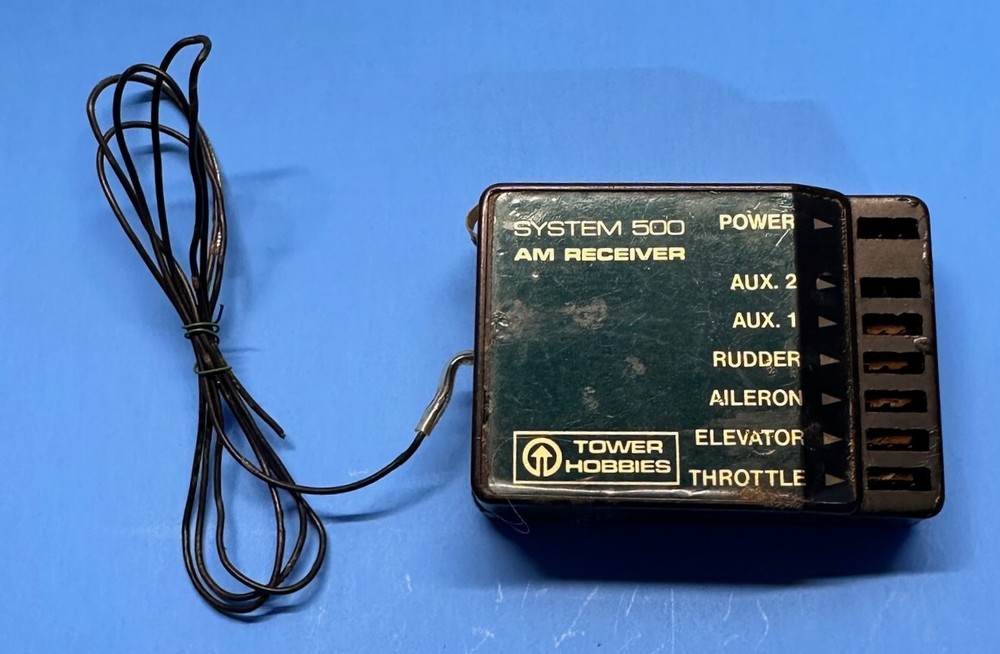 SYSTEM 500
AM RECEIVER
POWER
AUX. 2
AUX. 1
RUDDER
AILERON
ELEVATOR
THROTTLE
TOWER
HOBBIES